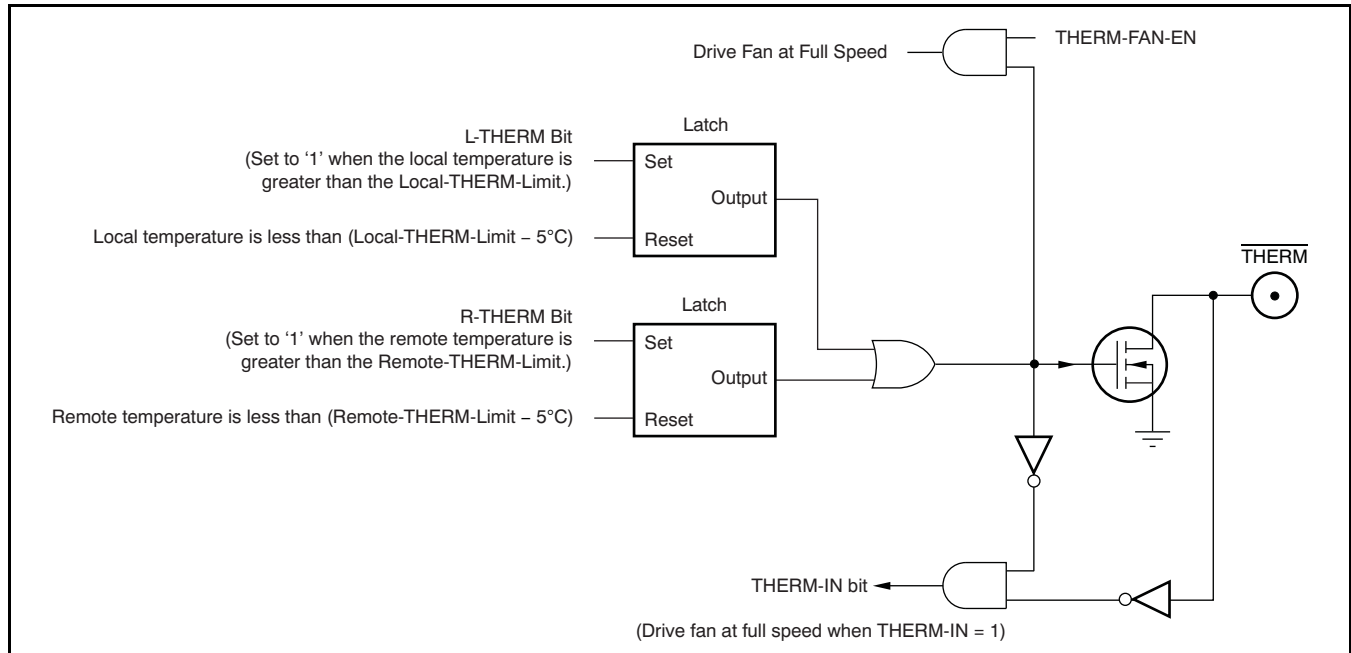 Drive Fan at Full Speed
THERM-FAN-EN
L-THERM Bit
(Set to ‘1’ when the local temperature is
greater than the Local-THERM-Limit.)
Latch
Set
Output
Reset
Local temperature is less than (Local-THERM-Limit − 5°C)
THERM
R-THERM Bit
(Set to ‘1’ when the remote temperature is
greater than the Remote-THERM-Limit.)
Latch
Set
Output
Reset
Remote temperature is less than (Remote-THERM-Limit − 5°C)
THERM-IN bit
(Drive fan at full speed when THERM-IN = 1)